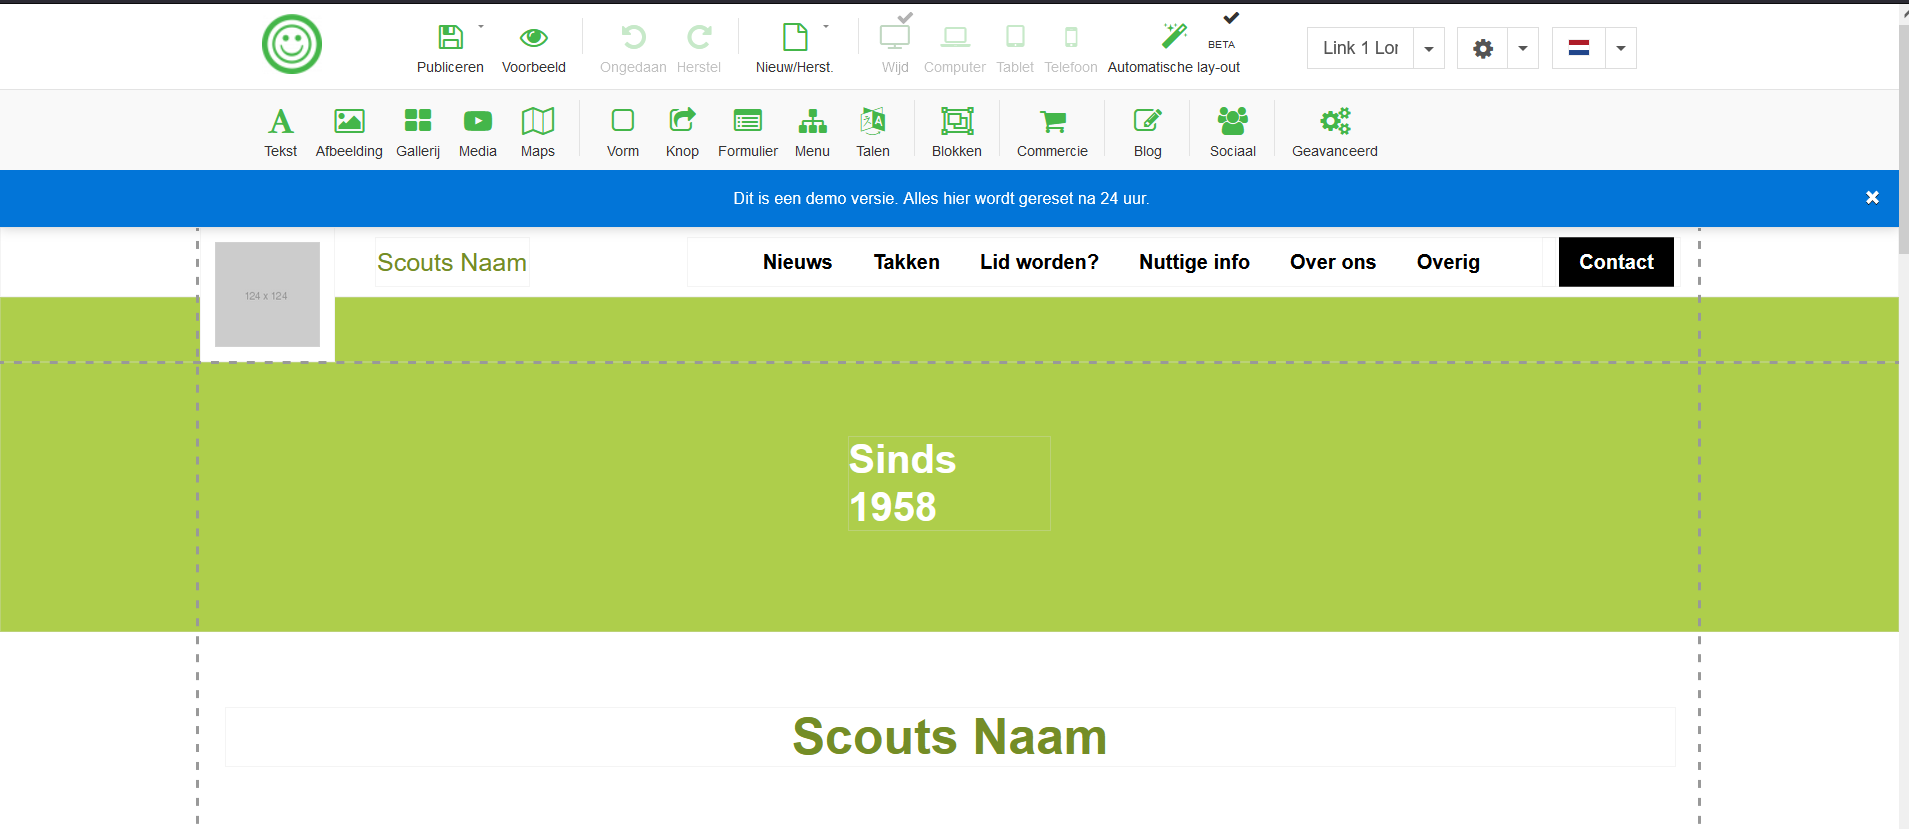 Publiceren
Voorbeeld
Ongedaan
Herstel
Nieuw/Herst.
Wijd
Computer
Tablet
Telefoon
Automatische lay-out
BETA
Link 1 Lor
Tekst
Afbeelding
Gallerij
Media
Maps
Vorm
Knop
Formulier
Menu
Talen
Blokken
Commercie
Blog
Sociaal
Geavanceerd
Dit is een demo versie. Alles hier wordt gereset na 24 uur.
124 x 124
Scouts Naam
Nieuws
Takken
Lid worden?
Nuttige info
Over ons
Overig
Contact
Sinds
1958
Scouts Naam